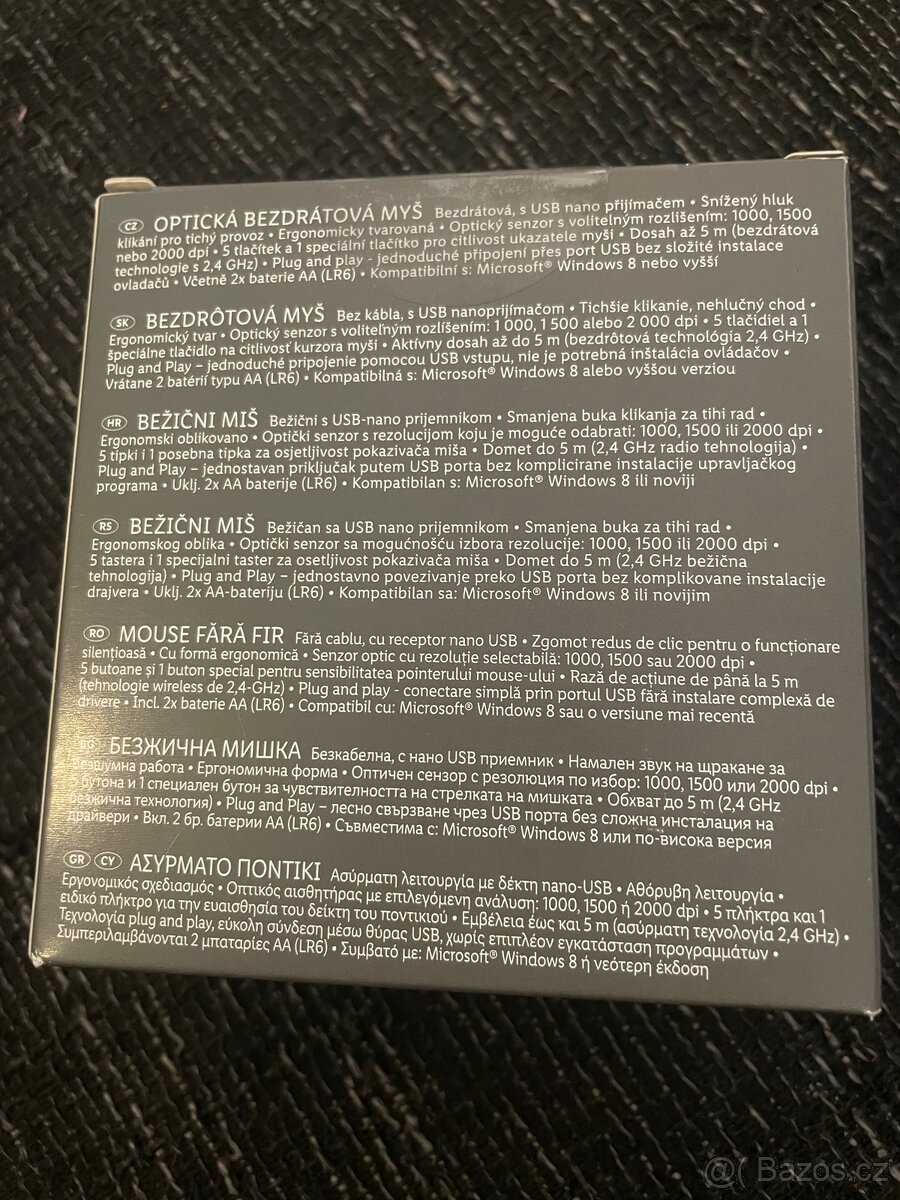 CZ OPTICKÁ BEZDRÁTOVÁ MYŠ Bezdrátová, s USB nano přijímačem • Snížený hluk
klikání pro tichý provoz • Ergonomicky tvarovaná • Optický senzor s volitelným rozlišením: 1000, 1500
nebo 2000 dpi • 5 tlačítek a 1 speciální tlačítko pro citlivost ukazatele myši • Dosah až 5 m (bezdrátová
technologie s 2,4 GHz) • Plug and play - jednoduché připojení přes port USB bez složité instalace
ovladačů • Včetně 2x baterie AA (LR6) • Kompatibilní s: Microsoft® Windows 8 nebo vyšší
SK BEZDRÔTOVÁ MYŠ Bez kábla, s USB nanoprijímačom • Tichšie klikanie, nehlučný chod •
Ergonomický tvar • Optický senzor s voliteľným rozlíšením: 1 000, 1 500 alebo 2 000 dpi • 5 tlačidiel a 1
špeciálne tlačidlo na citlivosť kurzora myši • Aktívny dosah až do 5 m (bezdrôtová technológia 2,4 GHz) •
Plug and Play – jednoduché pripojenie pomocou USB vstupu, nie je potrebná inštalácia ovládačov •
Vrátane 2 batérií typu AA (LR6) • Kompatibilná s: Microsoft® Windows 8 alebo vyššou verziou
HR BEŽIČNI MIŠ Bežični s USB-nano prijemnikom • Smanjena buka klikanja za tihi rad •
Ergonomski oblikovano • Optički senzor s rezolucijom koju je moguće odabrati: 1000, 1500 ili 2000 dpi •
5 tipki i 1 posebna tipka za osjetljivost pokazivača miša • Domet do 5 m (2,4 GHz radio tehnologija) •
Plug and Play – jednostavan priključak putem USB porta bez komplicirane instalacije upravljačkog
programa • Uklj. 2x AA baterije (LR6) • Kompatibilan s: Microsoft® Windows 8 ili noviji
RS BEŽIČNI MIŠ Bežičan sa USB nano prijemnikom • Smanjena buka za tihi rad •
Ergonomskog oblika • Optički senzor sa mogućnošću izbora rezolucije: 1000, 1500 ili 2000 dpi •
5 tastera i 1 specijalni taster za osetljivost pokazivača miša • Domet do 5 m (2,4 GHz bežična
tehnologija) • Plug and Play – jednostavno povezivanje preko USB porta bez komplikovane instalacije
drajvera • Uklj. 2x AA-bateriju (LR6) • Kompatibilan sa: Microsoft® Windows 8 ili novijim
RO MOUSE FĂRĂ FIR Fără cablu, cu receptor nano USB • Zgomot redus de clic pentru o funcționare
silențioasă • Cu formă ergonomică • Senzor optic cu rezoluție selectabilă: 1000, 1500 sau 2000 dpi •
5 butoane și 1 buton special pentru sensibilitatea pointerului mouse-ului • Rază de acțiune de până la 5 m
(tehnologie wireless de 2,4-GHz) • Plug and play - conectare simplă prin portul USB fără instalare complexă de
drivere • Incl. 2x baterie AA (LR6) • Compatibil cu: Microsoft® Windows 8 sau o versiune mai recentă
BG БЕЗЖИЧНА МИШКА Безкабелна, с нано USB приемник • Намален звук на щракане за
безшумна работа • Ергономична форма • Оптичен сензор с резолюция по избор: 1000, 1500 или 2000 dpi •
5 бутона и 1 специален бутон за чувствителността на стрелката на мишката • Обхват до 5 m (2,4 GHz
безжична технология) • Plug and Play – лесно свързване чрез USB порта без сложна инсталация на
драйвери • Вкл. 2 бр. батерии AA (LR6) • Съвместима с: Microsoft® Windows 8 или по-висока версия
GR CY ΑΣΥΡΜΑΤΟ ΠΟΝΤΙΚΙ Ασύρματη λειτουργία με δέκτη nano-USB • Αθόρυβη λειτουργία •
Εργονομικός σχεδιασμός • Οπτικός αισθητήρας με επιλεγόμενη ανάλυση: 1000, 1500 ή 2000 dpi • 5 πλήκτρα και 1
ειδικό πλήκτρο για την ευαισθησία του δείκτη του ποντικιού • Εμβέλεια έως και 5 m (ασύρματη τεχνολογία 2,4 GHz) •
Τεχνολογία plug and play, εύκολη σύνδεση μέσω θύρας USB, χωρίς επιπλέον εγκατάσταση προγραμμάτων •
Συμπεριλαμβάνονται 2 μπαταρίες AA (LR6) • Συμβατό με: Microsoft® Windows 8 ή νεότερη έκδοση
@( Bazoš.cz